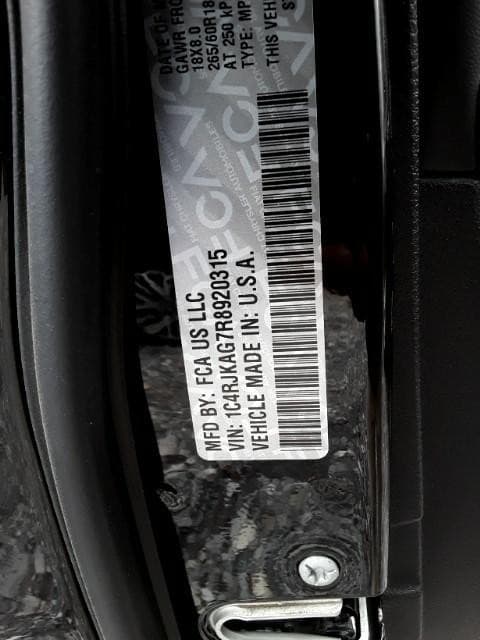 DATE OF M
GAWR FRO
18X8.0
265/60R18
AT 250 KP
TYPE: MP
THIS VEHI
MFD BY: FCA US LLC
VIN: 1C4RJKAG7R8920315
VEHICLE MADE IN: U.S.A.